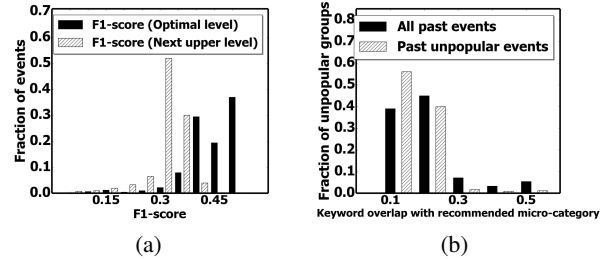 0.7
0.6
0.5
0.4
0.3
0.2
0.1
0.0
Fraction of events
F1-score (Optimal level)
F1-score (Next upper level)
0.15 0.3 0.45
F1-score
(a)
0.8
0.7
0.6
0.5
0.4
0.3
0.2
0.1
0.0
Fraction of unpopular groups
All past events
Past unpopular events
0.1 0.3 0.5
Keyword overlap with recommended micro-category
(b)